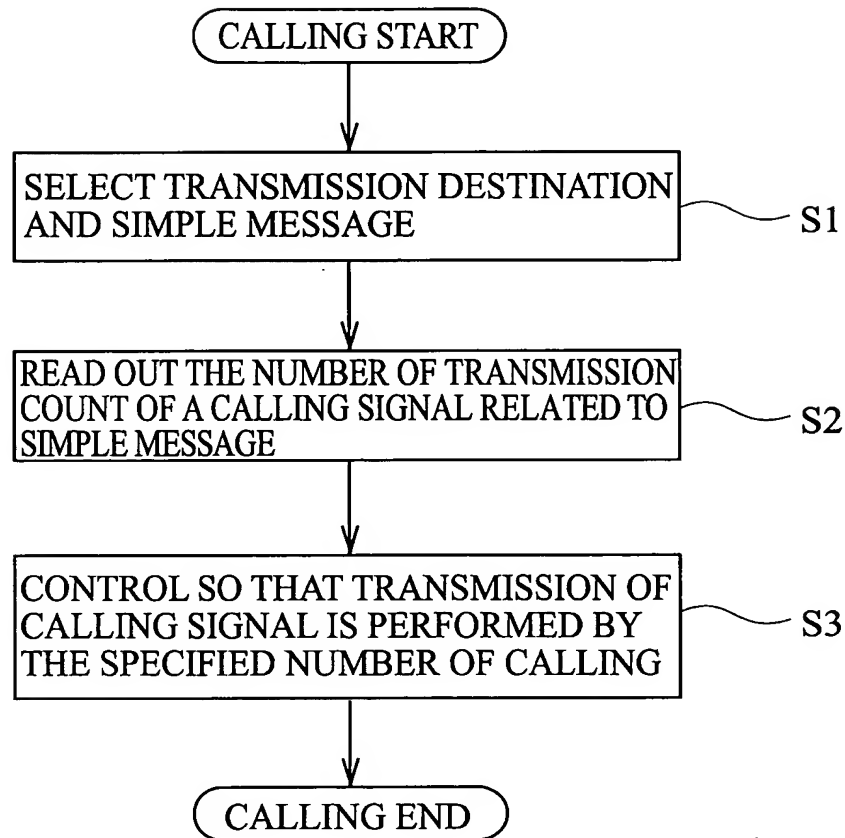 CALLING START
SELECT TRANSMISSION DESTINATION
AND SIMPLE MESSAGE
S1
READ OUT THE NUMBER OF TRANSMISSION
COUNT OF A CALLING SIGNAL RELATED TO
SIMPLE MESSAGE
S2
CONTROL SO THAT TRANSMISSION OF
CALLING SIGNAL IS PERFORMED BY
THE SPECIFIED NUMBER OF CALLING
S3
CALLING END